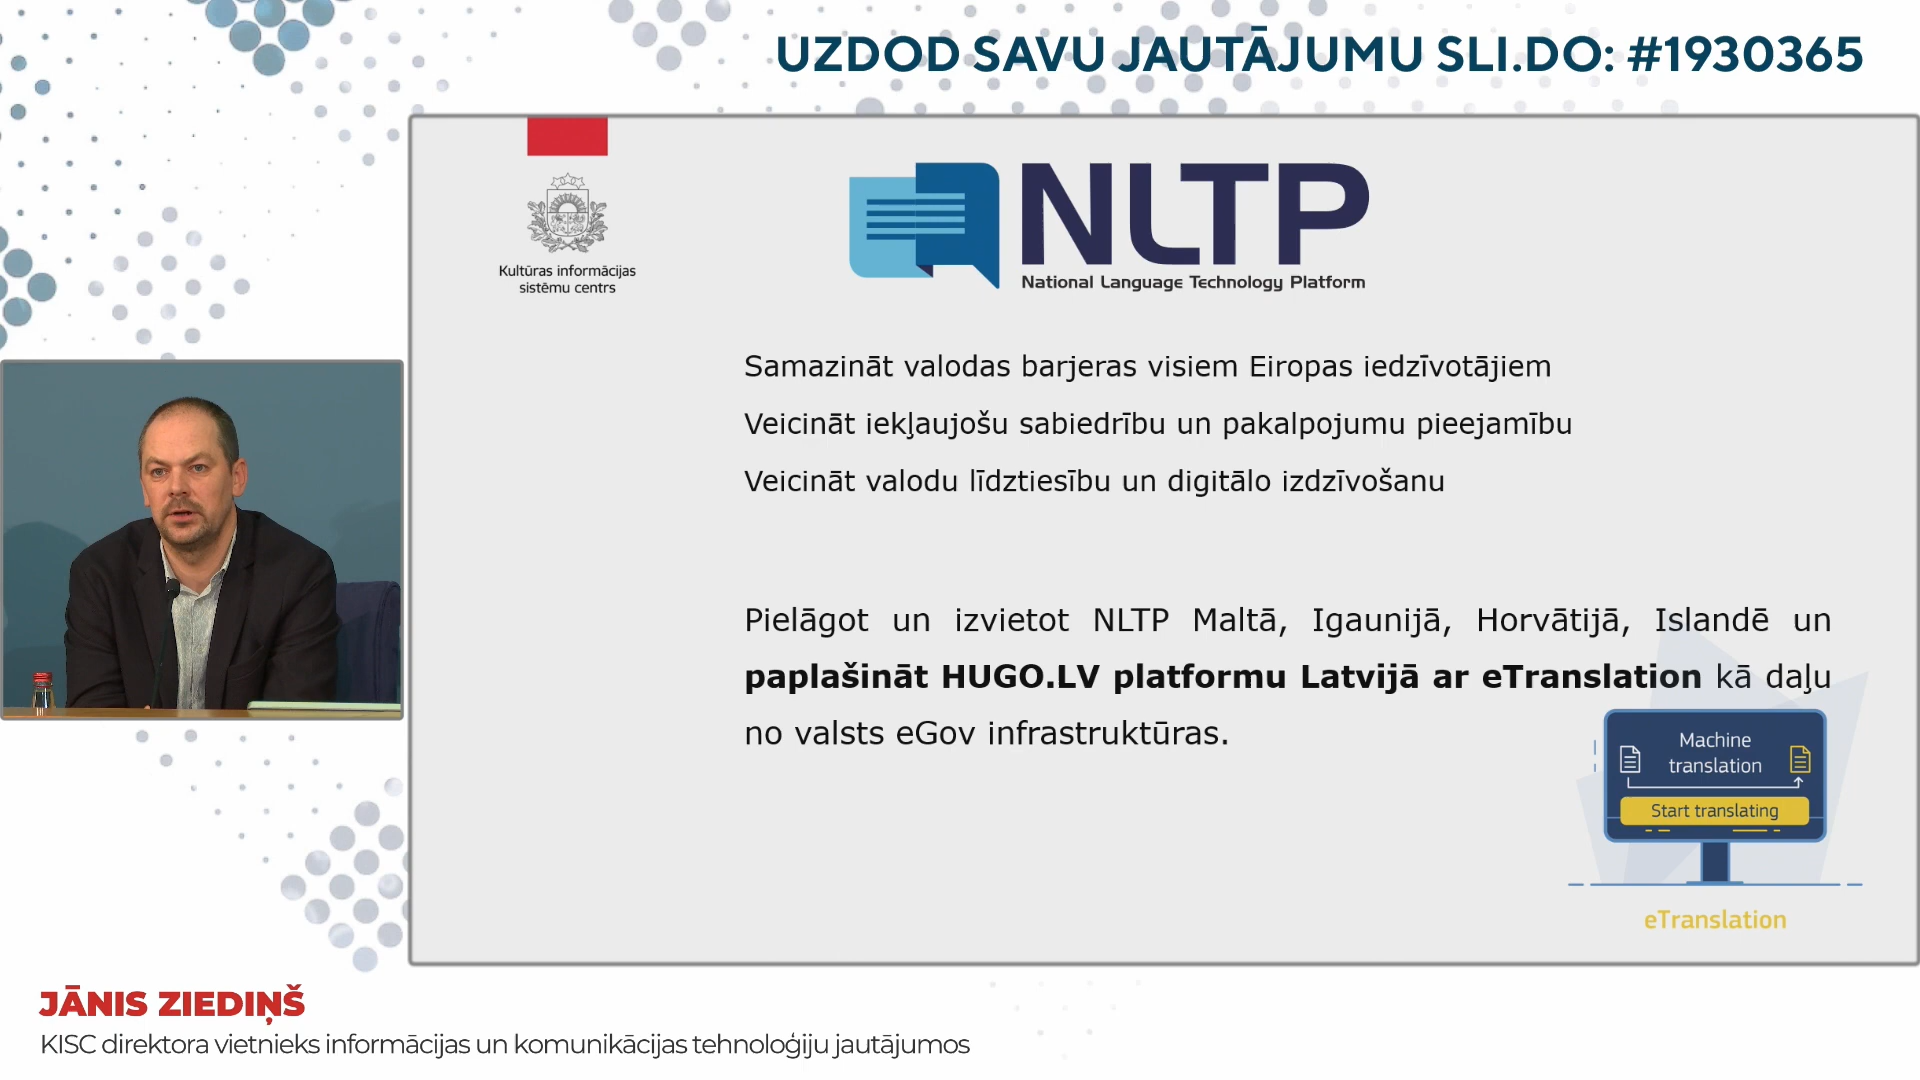 UZDOD SAVU JAUTĀJUMU SLI.DO: #1930365
Kultūras informācijas
sistēmu centrs
NLTP
National Language Technology Platform
Samazināt valodas barjeras visiem Eiropas iedzīvotājiem
Veicināt iekļaujošu sabiedrību un pakalpojumu pieejamību
Veicināt valodu līdztiesību un digitālo izdzīvošanu
Pielāgot un izvietot NLTP Maltā, Igaunijā, Horvātijā, Islandē un
paplašināt HUGO.LV platformu Latvijā ar eTranslation kā daļu
no valsts eGov infrastruktūras.
Machine
translation
Start translating
eTranslation
JĀNIS ZIEDIŅŠ
KISC direktora vietnieks informācijas un komunikācijas tehnoloģiju jautājumos